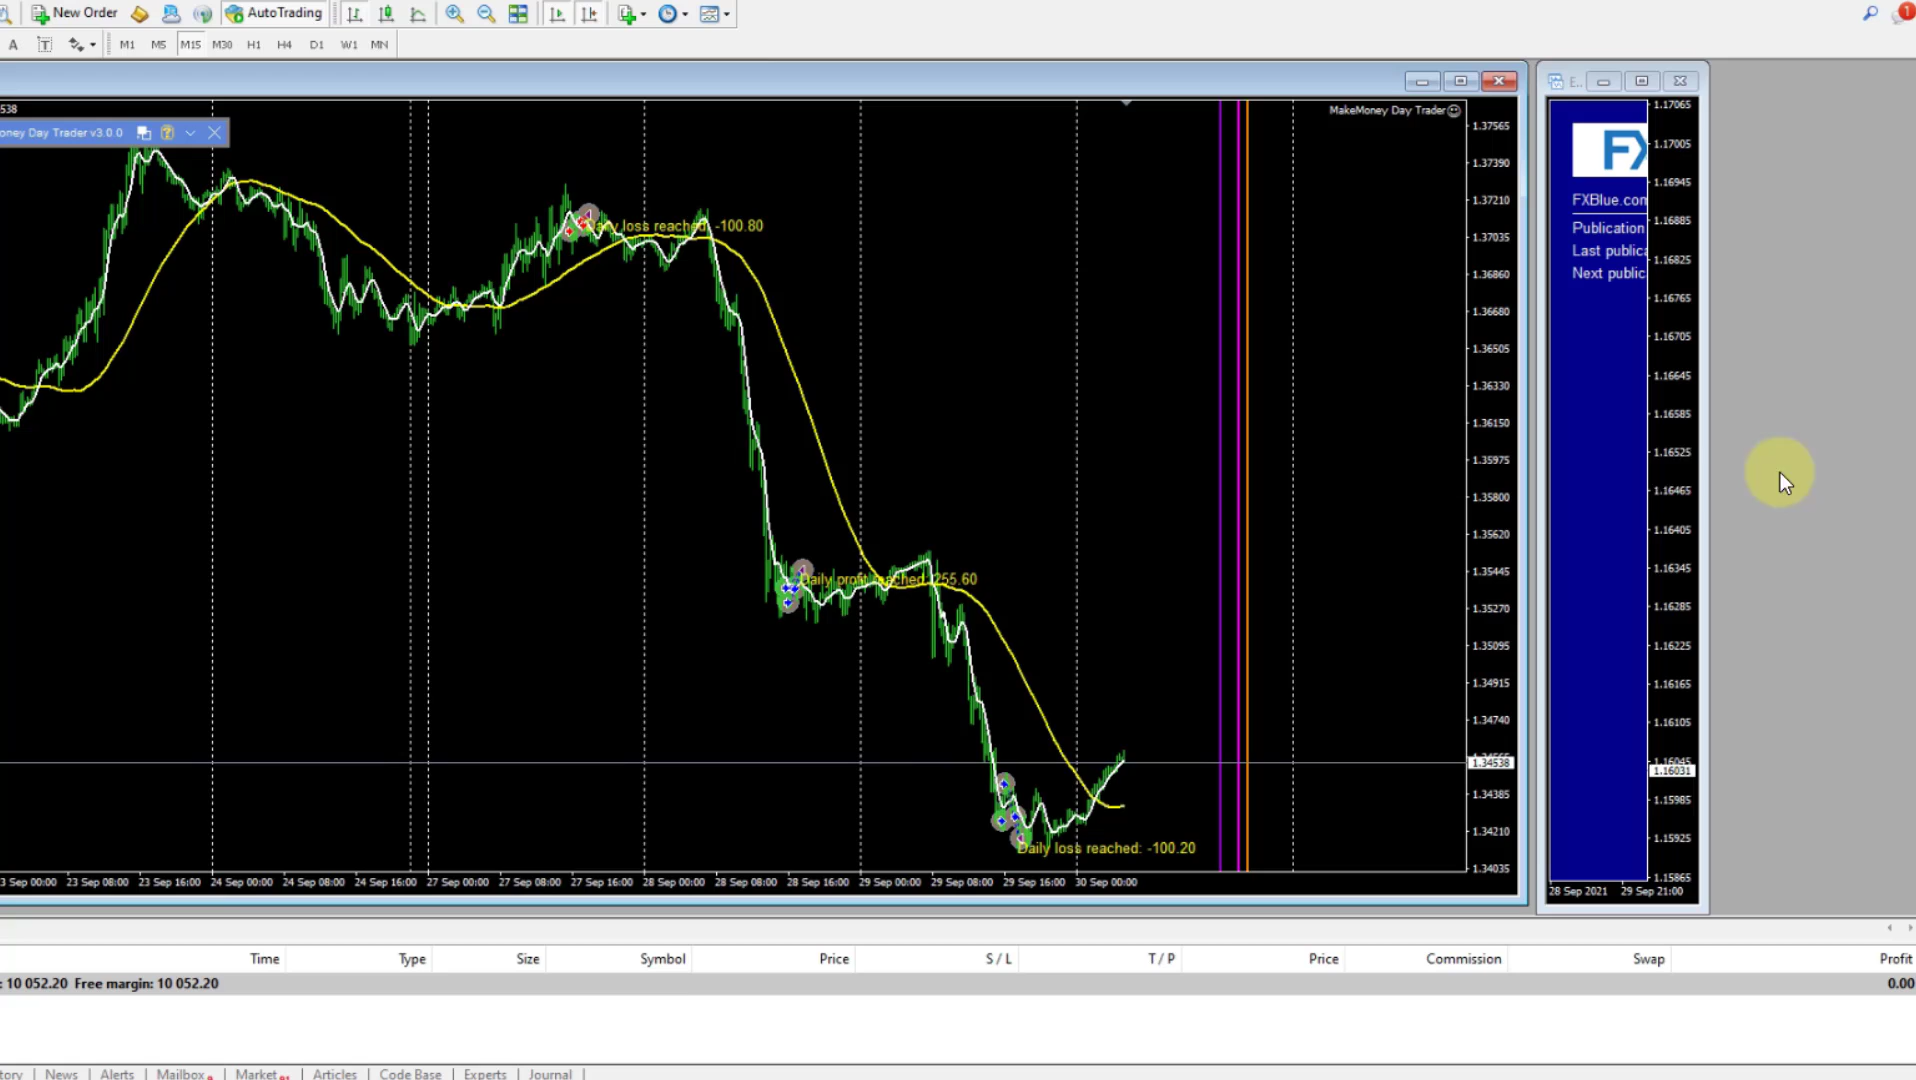 New Order AutoTrading 1
A T M1 M5 M15 M30 H1 H4 D1 W1 MN
538
oney Day Trader v3.0.0
MakeMoney Day Trader
Daily loss reached: -100.80
Daily profit reached: 255.60
Daily loss reached: -100.20
1.37565
1.37390
1.37210
1.37035
1.36860
1.36680
1.36505
1.36330
1.36150
1.35975
1.35800
1.35620
1.35445
1.35270
1.35095
1.34915
1.34740
1.34565
1.34538
1.34385
1.34210
1.34035
3 Sep 00:00 23 Sep 08:00 23 Sep 16:00 24 Sep 00:00 24 Sep 08:00 24 Sep 16:00 27 Sep 00:00 27 Sep 08:00 27 Sep 16:00 28 Sep 00:00 28 Sep 08:00 28 Sep 16:00 29 Sep 00:00 29 Sep 08:00 29 Sep 16:00 30 Sep 00:00
E..
FX
FXBlue.com
Publication
Last publica
Next public
1.17065
1.17005
1.16945
1.16885
1.16825
1.16765
1.16705
1.16645
1.16585
1.16525
1.16465
1.16405
1.16345
1.16285
1.16225
1.16165
1.16105
1.16045
1.16031
1.15985
1.15925
1.15865
28 Sep 2021 29 Sep 21:00
Time Type Size Symbol Price S / L T / P Price Commission Swap Profit
: 10 052.20 Free margin: 10 052.20 0.00
tory | News | Alerts | Mailbox | Market | Articles | Code Base | Experts | Journal |